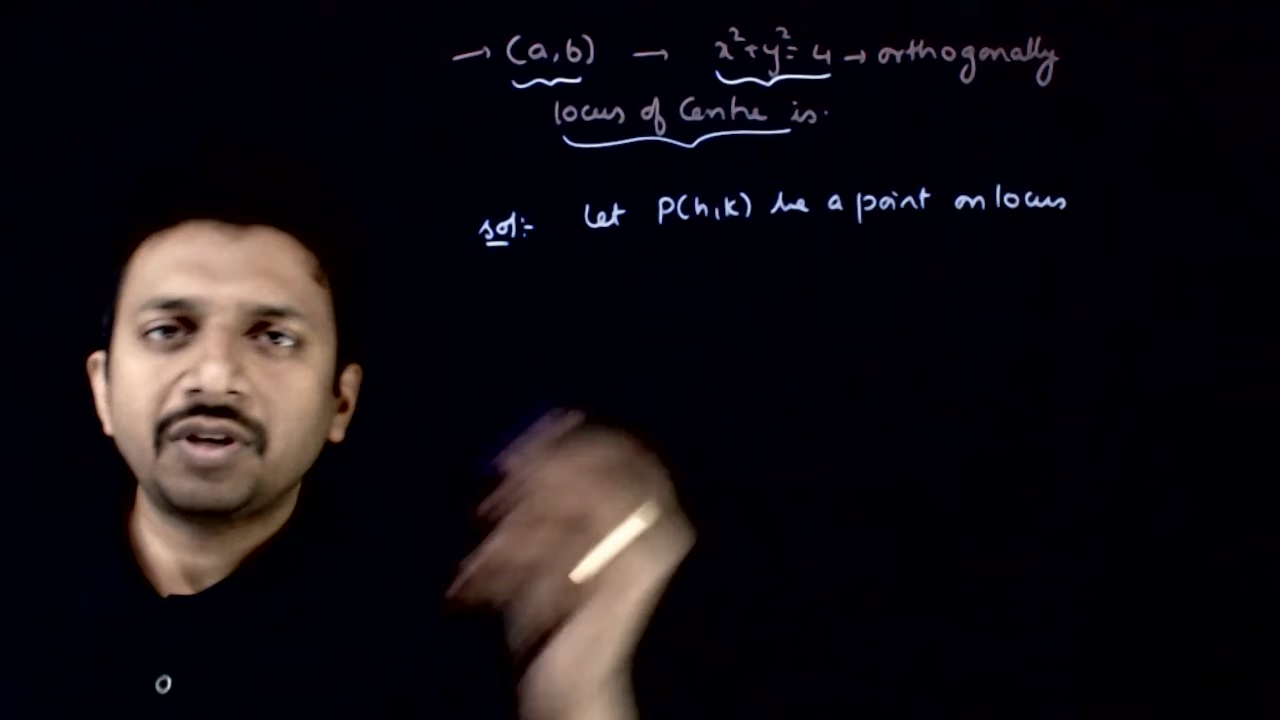 → (a,b) → x²+y²= 4 → orthogonally
locus of Centre is.
sol:- Let P(h,k) be a point on locus